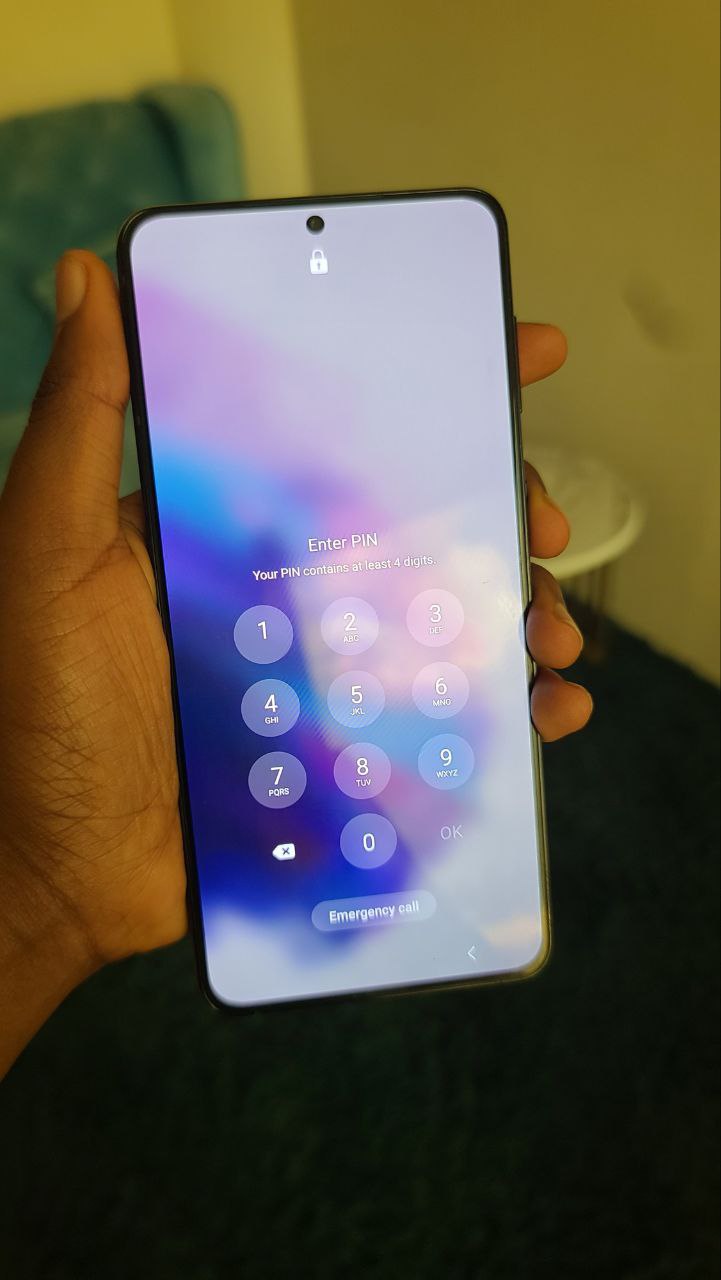 Enter PIN
Your PIN contains at least 4 digits.
1 2 3
ABC DEF
4 5 6
GHI JKL MNO
7 8 9
PQRS TUV WXYZ
0 OK
Emergency call